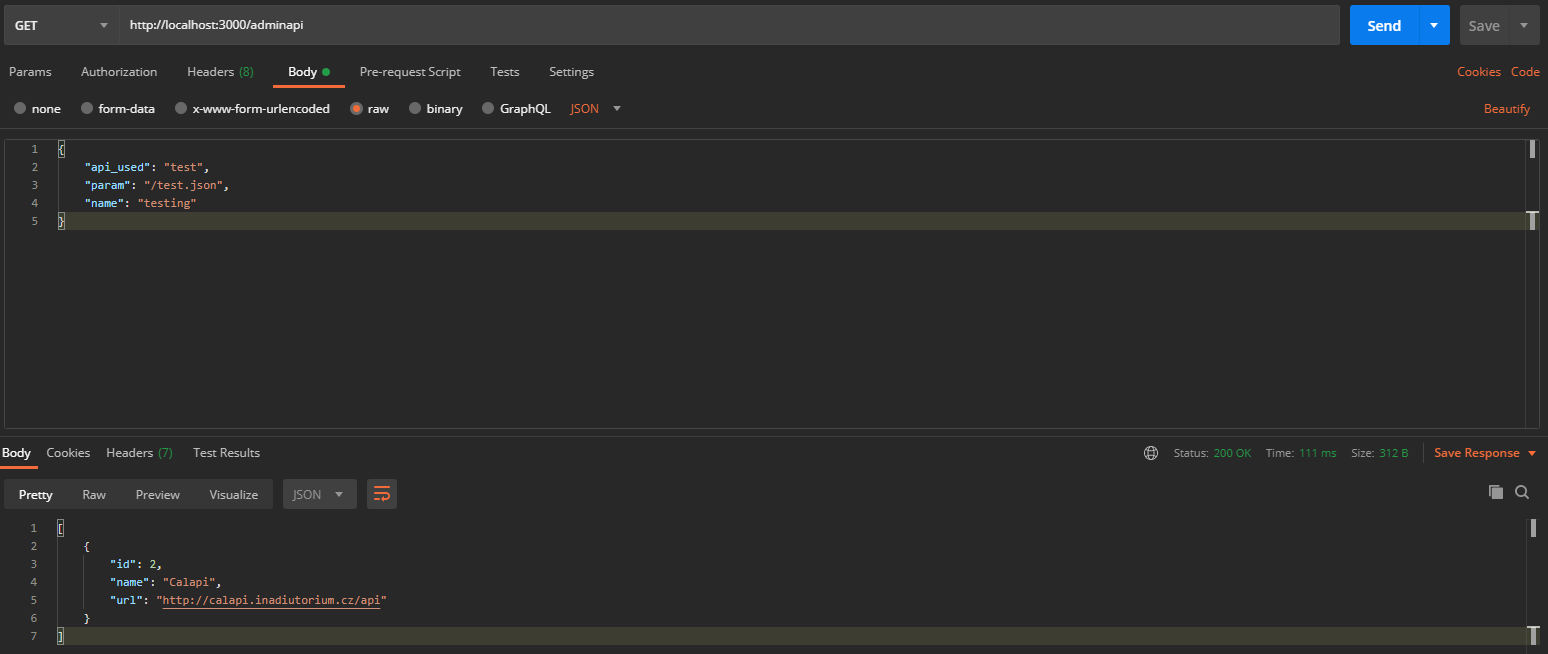 GET http://localhost:3000/adminapi Send Save
Params Authorization Headers (8) Body Pre-request Script Tests Settings Cookies Code
none form-data x-www-form-urlencoded raw binary GraphQL JSON Beautify
1 {
2 "api_used": "test",
3 "param": "/test.json",
4 "name": "testing"
5 }
Body Cookies Headers (7) Test Results Status: 200 OK Time: 111 ms Size: 312 B Save Response
Pretty Raw Preview Visualize JSON
1 [
2 {
3 "id": 2,
4 "name": "Calapi",
5 "url": "http://calapi.inadiutorium.cz/api"
6 }
7 ]